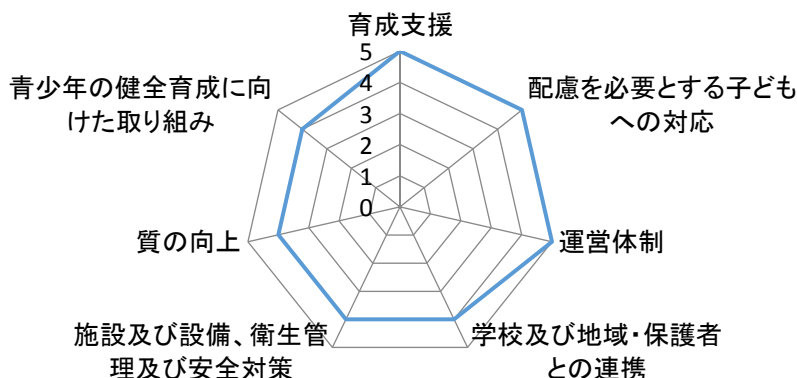 育成支援
5
4
3
2
1
0
配慮を必要とする子ども
への対応
運営体制
学校及び地域・保護者
との連携
施設及び設備、衛生管
理及び安全対策
質の向上
青少年の健全育成に向
けた取り組み